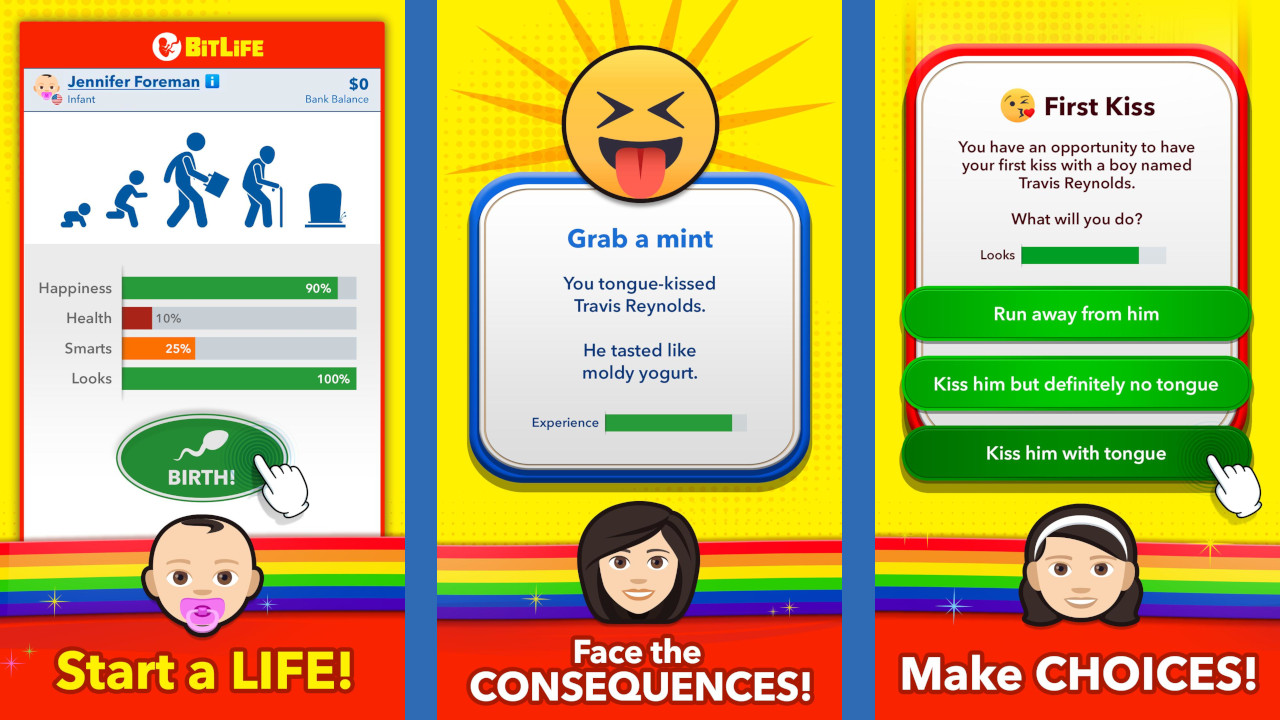 BITLIFE
Jennifer Foreman i
Infant
$0
Bank Balance
Happiness 90%
Health 10%
Smarts 25%
Looks 100%
BIRTH!
Start a LIFE!
Grab a mint
You tongue-kissed
Travis Reynolds.
He tasted like
moldy yogurt.
Experience
Face the
CONSEQUENCES!
First Kiss
You have an opportunity to have
your first kiss with a boy named
Travis Reynolds.
What will you do?
Looks
Run away from him
Kiss him but definitely no tongue
Kiss him with tongue
Make CHOICES!